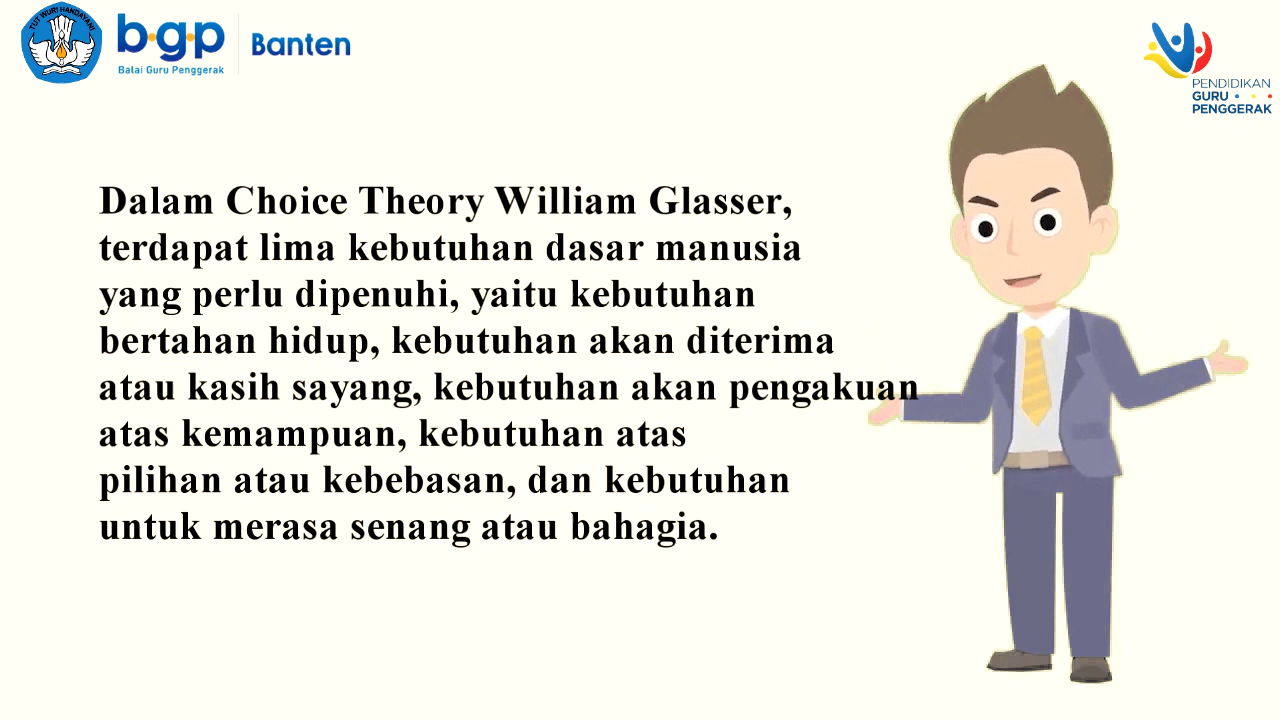 TUT WURI HANDAYANI
bgp
Balai Guru Penggerak
Banten
PENDIDIKAN
GURU
PENGGERAK
Dalam Choice Theory William Glasser,
terdapat lima kebutuhan dasar manusia
yang perlu dipenuhi, yaitu kebutuhan
bertahan hidup, kebutuhan akan diterima
atau kasih sayang, kebutuhan akan pengakuan
atas kemampuan, kebutuhan atas
pilihan atau kebebasan, dan kebutuhan
untuk merasa senang atau bahagia.